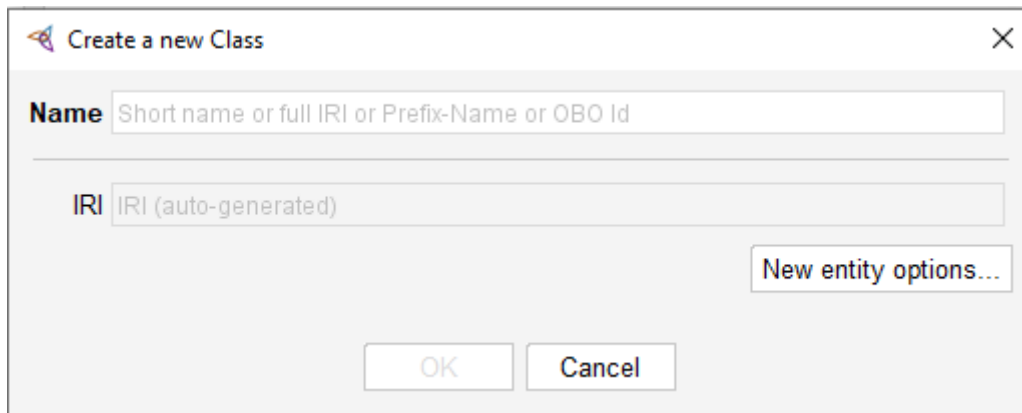 Create a new Class
Name Short name or full IRI or Prefix-Name or OBO Id
IRI IRI (auto-generated)
New entity options...
OK Cancel